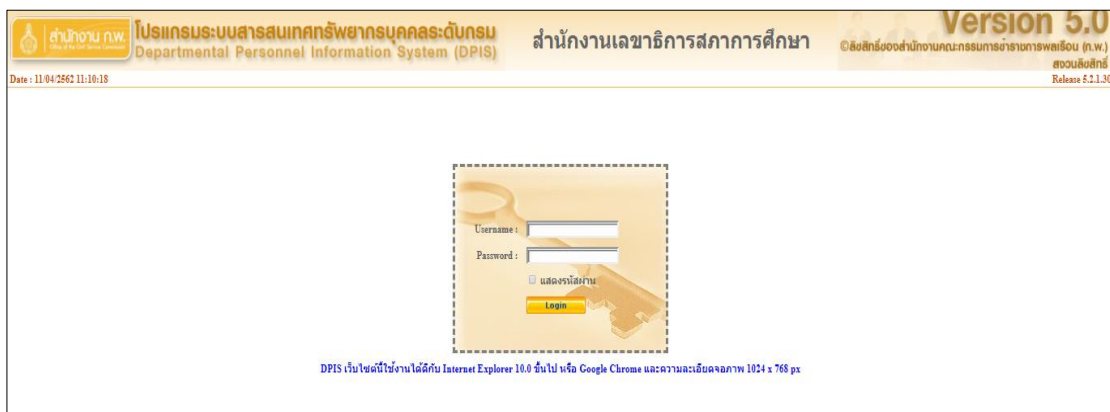 สำนักงาน ก.พ.
Office of the Civil Service Commission
โปรแกรมระบบสารสนเทศทรัพยากรบุคคลระดับกรม
Departmental Personnel Information System (DPIS)
สำนักงานเลขาธิการสภาการศึกษา
Version 5.0
©ลิขสิทธิ์ของสำนักงานคณะกรรมการข้าราชการพลเรือน (ก.พ.)
สงวนลิขสิทธิ์
Date : 11/04/2562 11:10:18
Release 5.2.1.30
Username :
Password :
แสดงรหัสผ่าน
Login
DPIS เว็บไซต์นี้ใช้งานได้ดีกับ Internet Explorer 10.0 ขึ้นไป หรือ Google Chrome และความละเอียดจอภาพ 1024 x 768 px